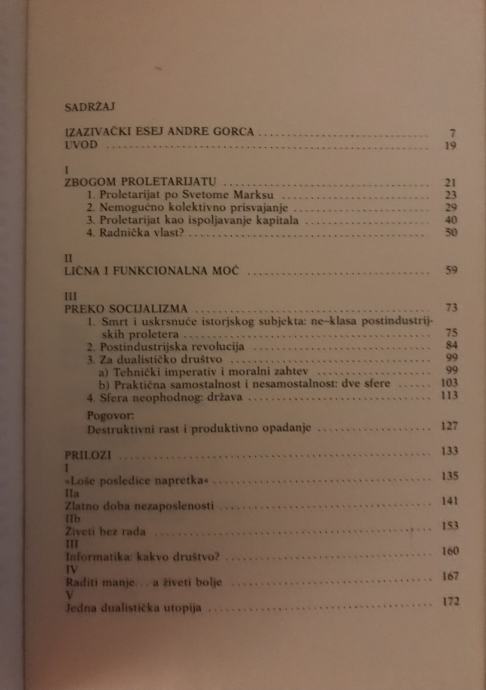 SADRŽAJ
IZAZIVAČKI ESEJ ANDRE GORCA ........................ 7
UVOD ........................ 19
I
ZBOGOM PROLETARIJATU ........................ 21
1. Proletarijat po Svetome Marksu ........................ 23
2. Nemogućno kolektivno prisvajanje ........................ 29
3. Proletarijat kao ispoljavanje kapitala ........................ 40
4. Radnička vlast? ........................ 50
II
LIČNA I FUNKCIONALNA MOĆ ........................ 59
III
PREKO SOCIJALIZMA ........................ 73
1. Smrt i uskrsnuće istorjskog subjekta: ne-klasa postindustrij-
skih proletera ........................ 75
2. Postindustrijska revolucija ........................ 84
3. Za dualističko društvo ........................ 99
a) Tehnički imperativ i moralni zahtev ........................ 99
b) Praktična samostalnost i nesamostalnost: dve sfere ...... 103
4. Sfera neophodnog: država ........................ 113
Pogovor:
Destruktivni rast i produktivno opadanje ........................ 127
PRILOZI ........................ 133
I
»Loše posledice napretka« ........................ 135
IIa
Zlatno doba nezaposlenosti ........................ 141
IIb
Živeti bez rada ........................ 153
III
Informatika: kakvo društvo? ........................ 160
IV
Raditi manje... a živeti bolje ........................ 167
V
Jedna dualistička utopija ........................ 172